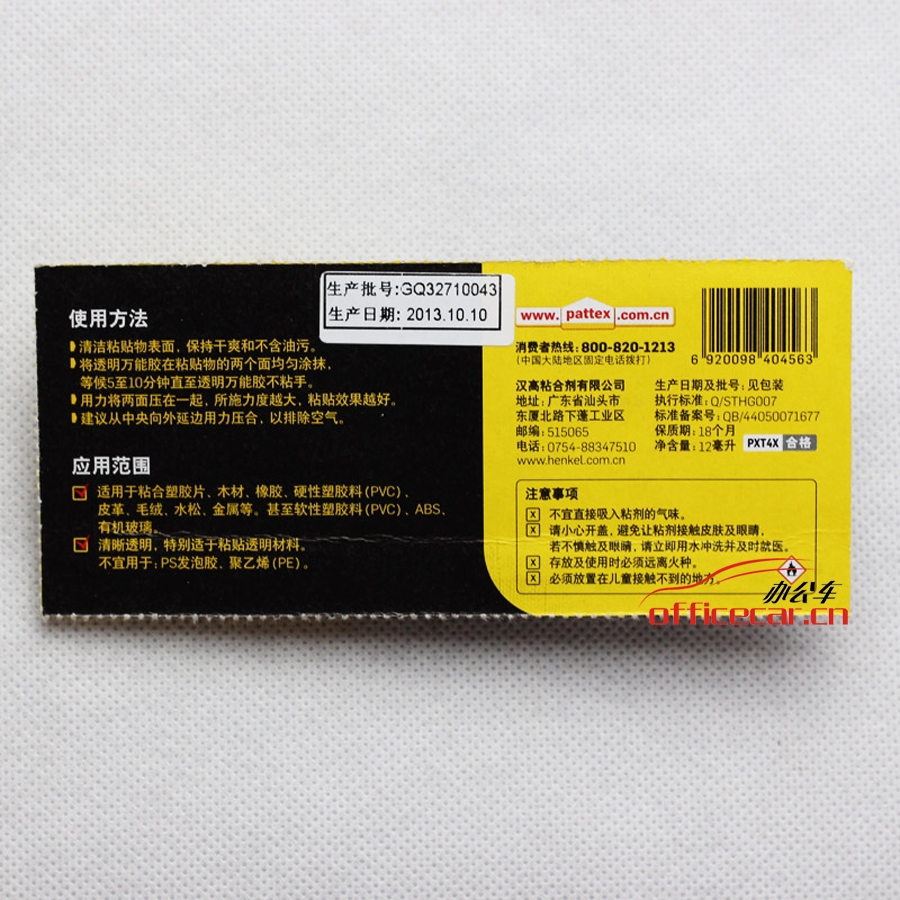 生产批号:GQ32710043
生产日期: 2013.10.10
使用方法
清洁粘贴物表面，保持干爽和不含油污。
将透明万能胶在粘贴物的两个面均匀涂抹，
等候5至10分钟直至透明万能胶不粘手。
用力将两面压在一起，所施力度越大，粘贴效果越好。
建议从中央向外延边用力压合，以排除空气。
应用范围
适用于粘合塑胶片、木材、橡胶、硬性塑胶料(PVC)、
皮革、毛绒、水松、金属等。甚至软性塑胶料(PVC)、ABS、
有机玻璃。
清晰透明，特别适于粘贴透明材料。
不宜用于:PS发泡胶、聚乙烯(PE)。
www. pattex .com.cn
消费者热线: 800-820-1213
(中国大陆地区固定电话拨打)
6 920098 404563
汉高粘合剂有限公司
地址: 广东省汕头市
东厦北路下蓬工业区
邮编: 515065
电话: 0754-88347510
www.henkel.com.cn
生产日期及批号: 见包装
执行标准: Q/STHG007
标准备案号: QB/44050071677
保质期: 18个月
净含量: 12毫升 PXT4X 合格
注意事项
不宜直接吸入粘剂的气味。
请小心开盖，避免让粘剂接触皮肤及眼睛，
若不慎触及眼睛，请立即用水冲洗并及时就医。
存放及使用时必须远离火种。
必须放置在儿童接触不到的地方。
办公车
officecar.cn